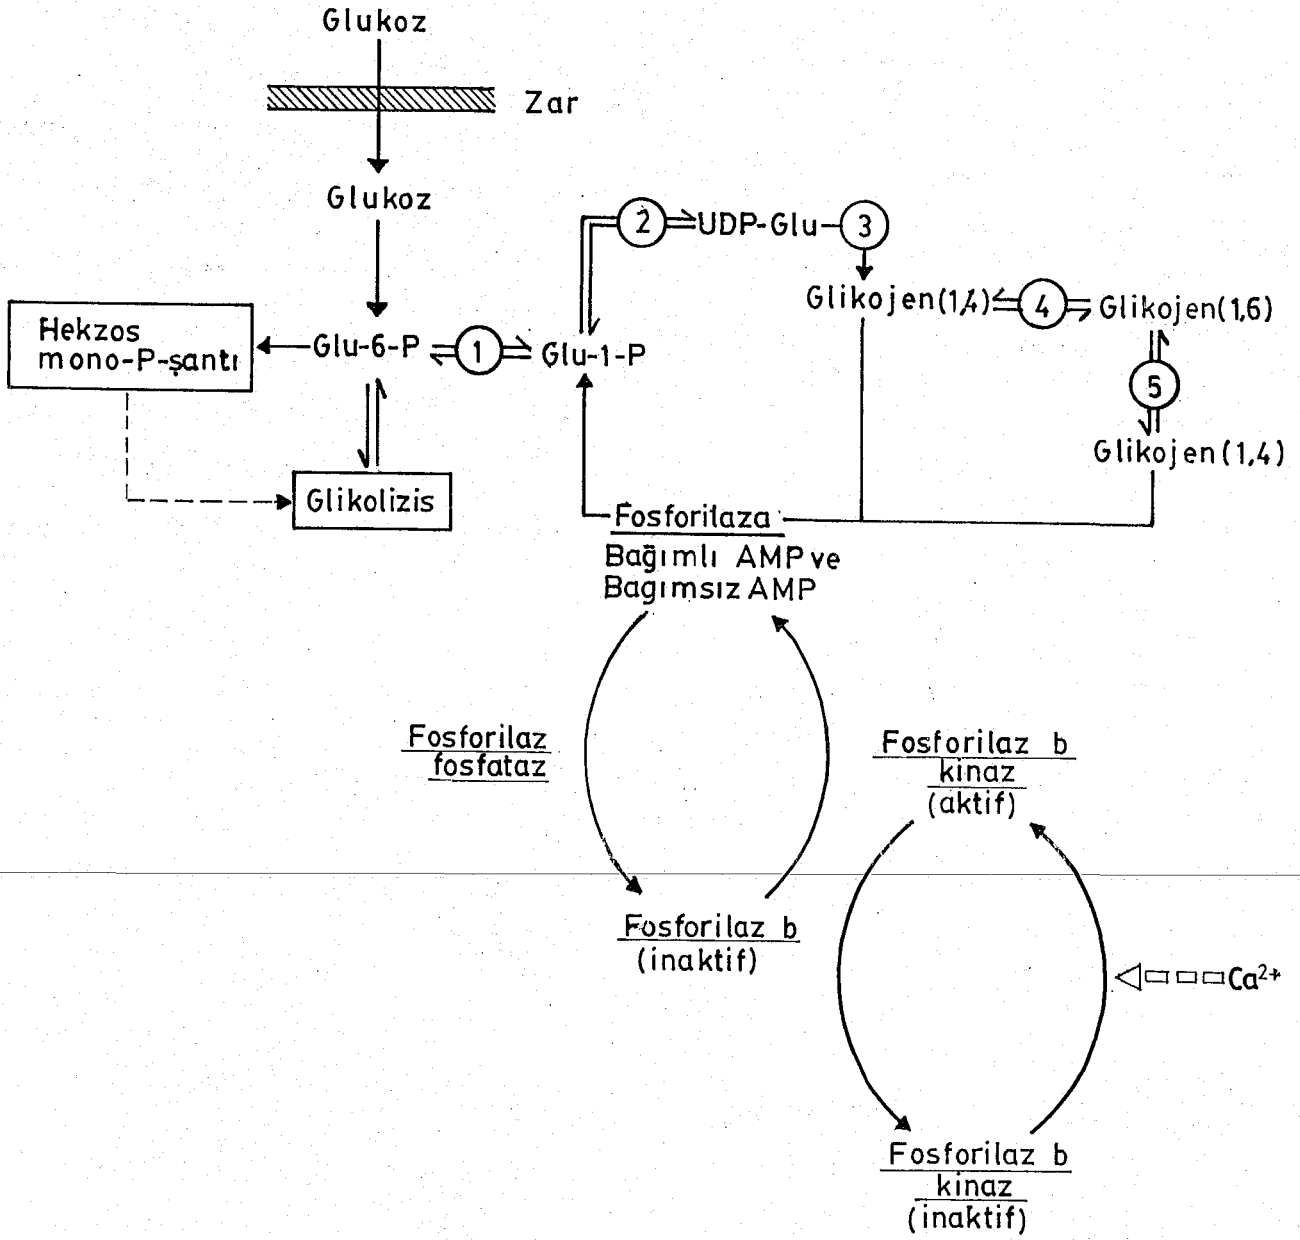 Glukoz
Zar
Glukoz
2 UDP-Glu 3
Glikojen(1,4) 4 Glikojen(1,6)
Hekzos
mono-P-şantı
Glu-6-P 1 Glu-1-P
5
Glikojen(1,4)
Glikolizis
Fosforilaza
Bağımlı AMP ve
Bagımsız AMP
Fosforilaz
fosfataz
Fosforilaz b
kinaz
(aktif)
Fosforilaz b
(inaktif)
Ca2+
Fosforilaz b
kinaz
(inaktif)